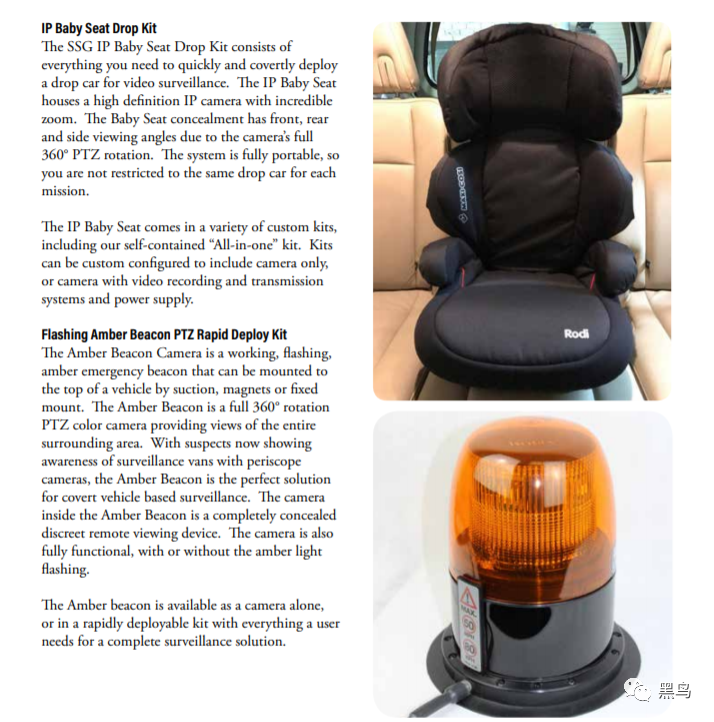 IP Baby Seat Drop Kit
The SSG IP Baby Seat Drop Kit consists of
everything you need to quickly and covertly deploy
a drop car for video surveillance.  The IP Baby Seat
houses a high definition IP camera with incredible
zoom.  The Baby Seat concealment has front, rear
and side viewing angles due to the camera's full
360° PTZ rotation.  The system is fully portable, so
you are not restricted to the same drop car for each
mission.
The IP Baby Seat comes in a variety of custom kits,
including our self-contained “All-in-one” kit.  Kits
can be custom configured to include camera only,
or camera with video recording and transmission
systems and power supply.
Flashing Amber Beacon PTZ Rapid Deploy Kit
The Amber Beacon Camera is a working, flashing,
amber emergency beacon that can be mounted to
the top of a vehicle by suction, magnets or fixed
mount.  The Amber Beacon is a full 360° rotation
PTZ color camera providing views of the entire
surrounding area.  With suspects now showing
awareness of surveillance vans with periscope
cameras, the Amber Beacon is the perfect solution
for covert vehicle based surveillance.  The camera
inside the Amber Beacon is a completely concealed
discreet remote viewing device.  The camera is also
fully functional, with or without the amber light
flashing.
The Amber beacon is available as a camera alone,
or in a rapidly deployable kit with everything a user
needs for a complete surveillance solution.
MAXI-COSI
Rodi
MAX.
50
80
黑鸟